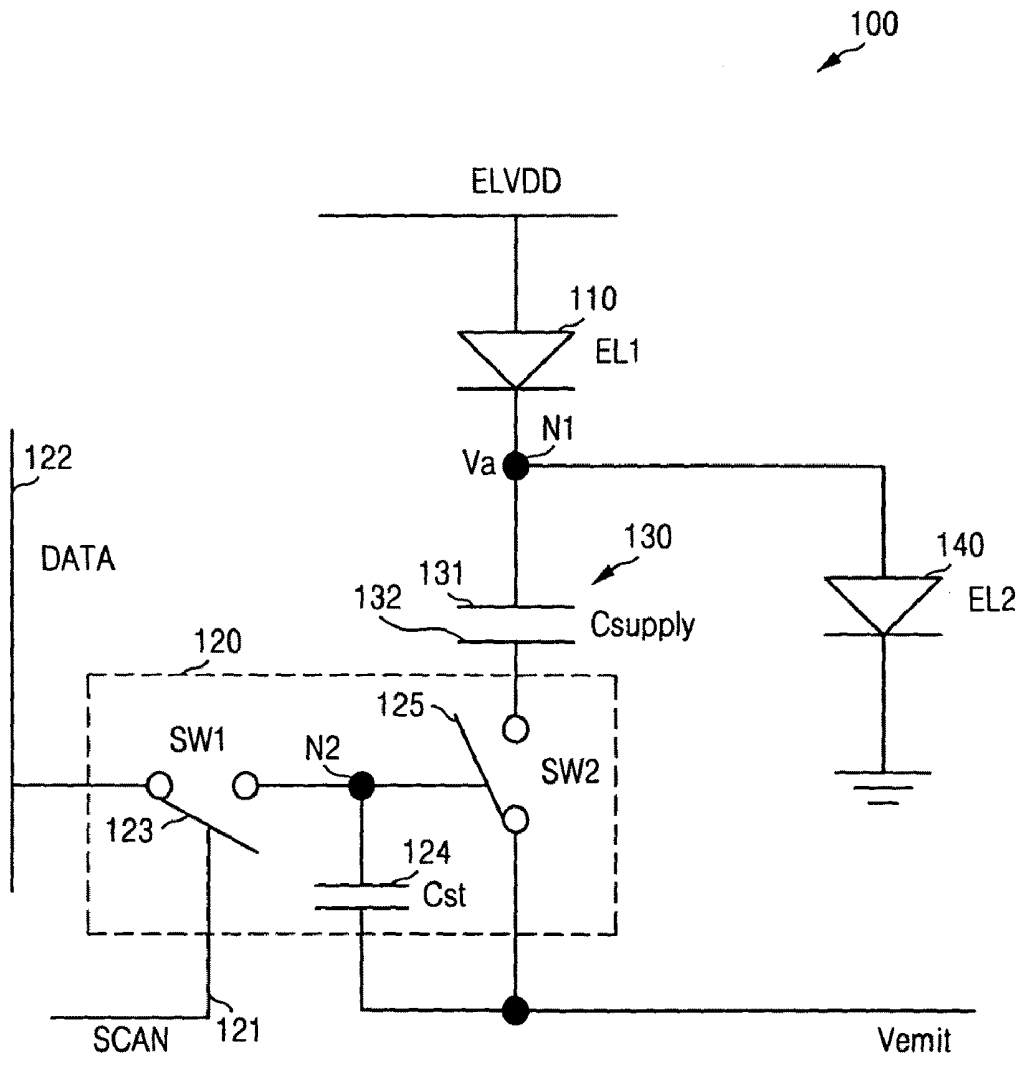 100
ELVDD
110
EL1
N1
Va
122
DATA
130
131
132
Csupply
140
EL2
120
125
SW1
N2
SW2
123
124
Cst
121
SCAN
Vemit